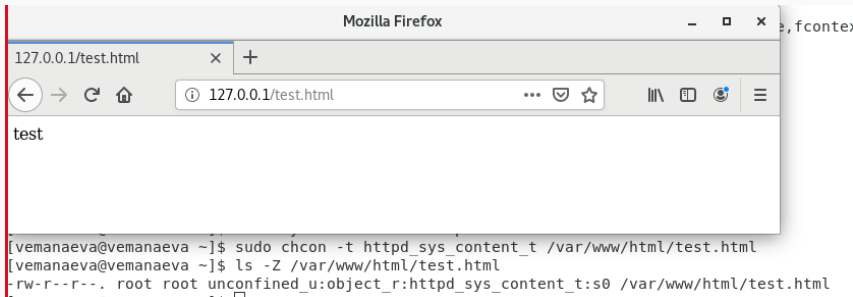 Mozilla Firefox
e,fcontex
127.0.0.1/test.html
127.0.0.1/test.html
test
[vemanaeva@vemanaeva ~]$ sudo chcon -t httpd_sys_content_t /var/www/html/test.html
[vemanaeva@vemanaeva ~]$ ls -Z /var/www/html/test.html
-rw-r--r--. root root unconfined_u:object_r:httpd_sys_content_t:s0 /var/www/html/test.html